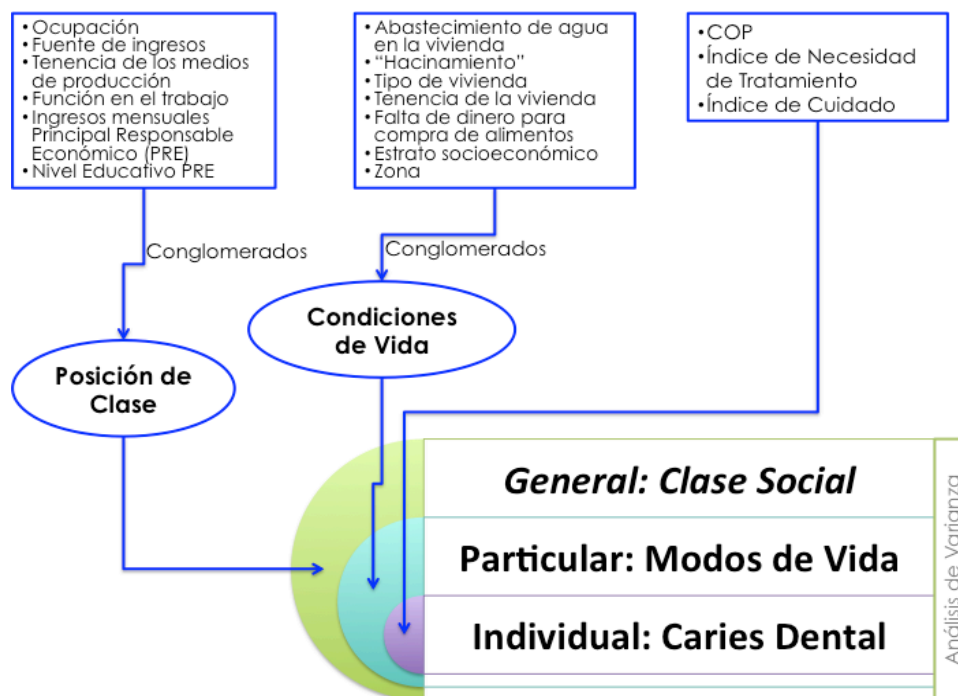 • Ocupación
• Fuente de ingresos
• Tenencia de los medios
de producción
• Función en el trabajo
• Ingresos mensuales
Principal Responsable
Económico (PRE)
• Nivel Educativo PRE
• Abastecimiento de agua
en la vivienda
• “Hacinamiento”
• Tipo de vivienda
• Tenencia de la vivienda
• Falta de dinero para
compra de alimentos
• Estrato socioeconómico
• Zona
• COP
• Índice de Necesidad
de Tratamiento
• Índice de Cuidado
Conglomerados
Conglomerados
Condiciones
de Vida
Posición de
Clase
General: Clase Social
Particular: Modos de Vida
Individual: Caries Dental
Análisis de Varianza